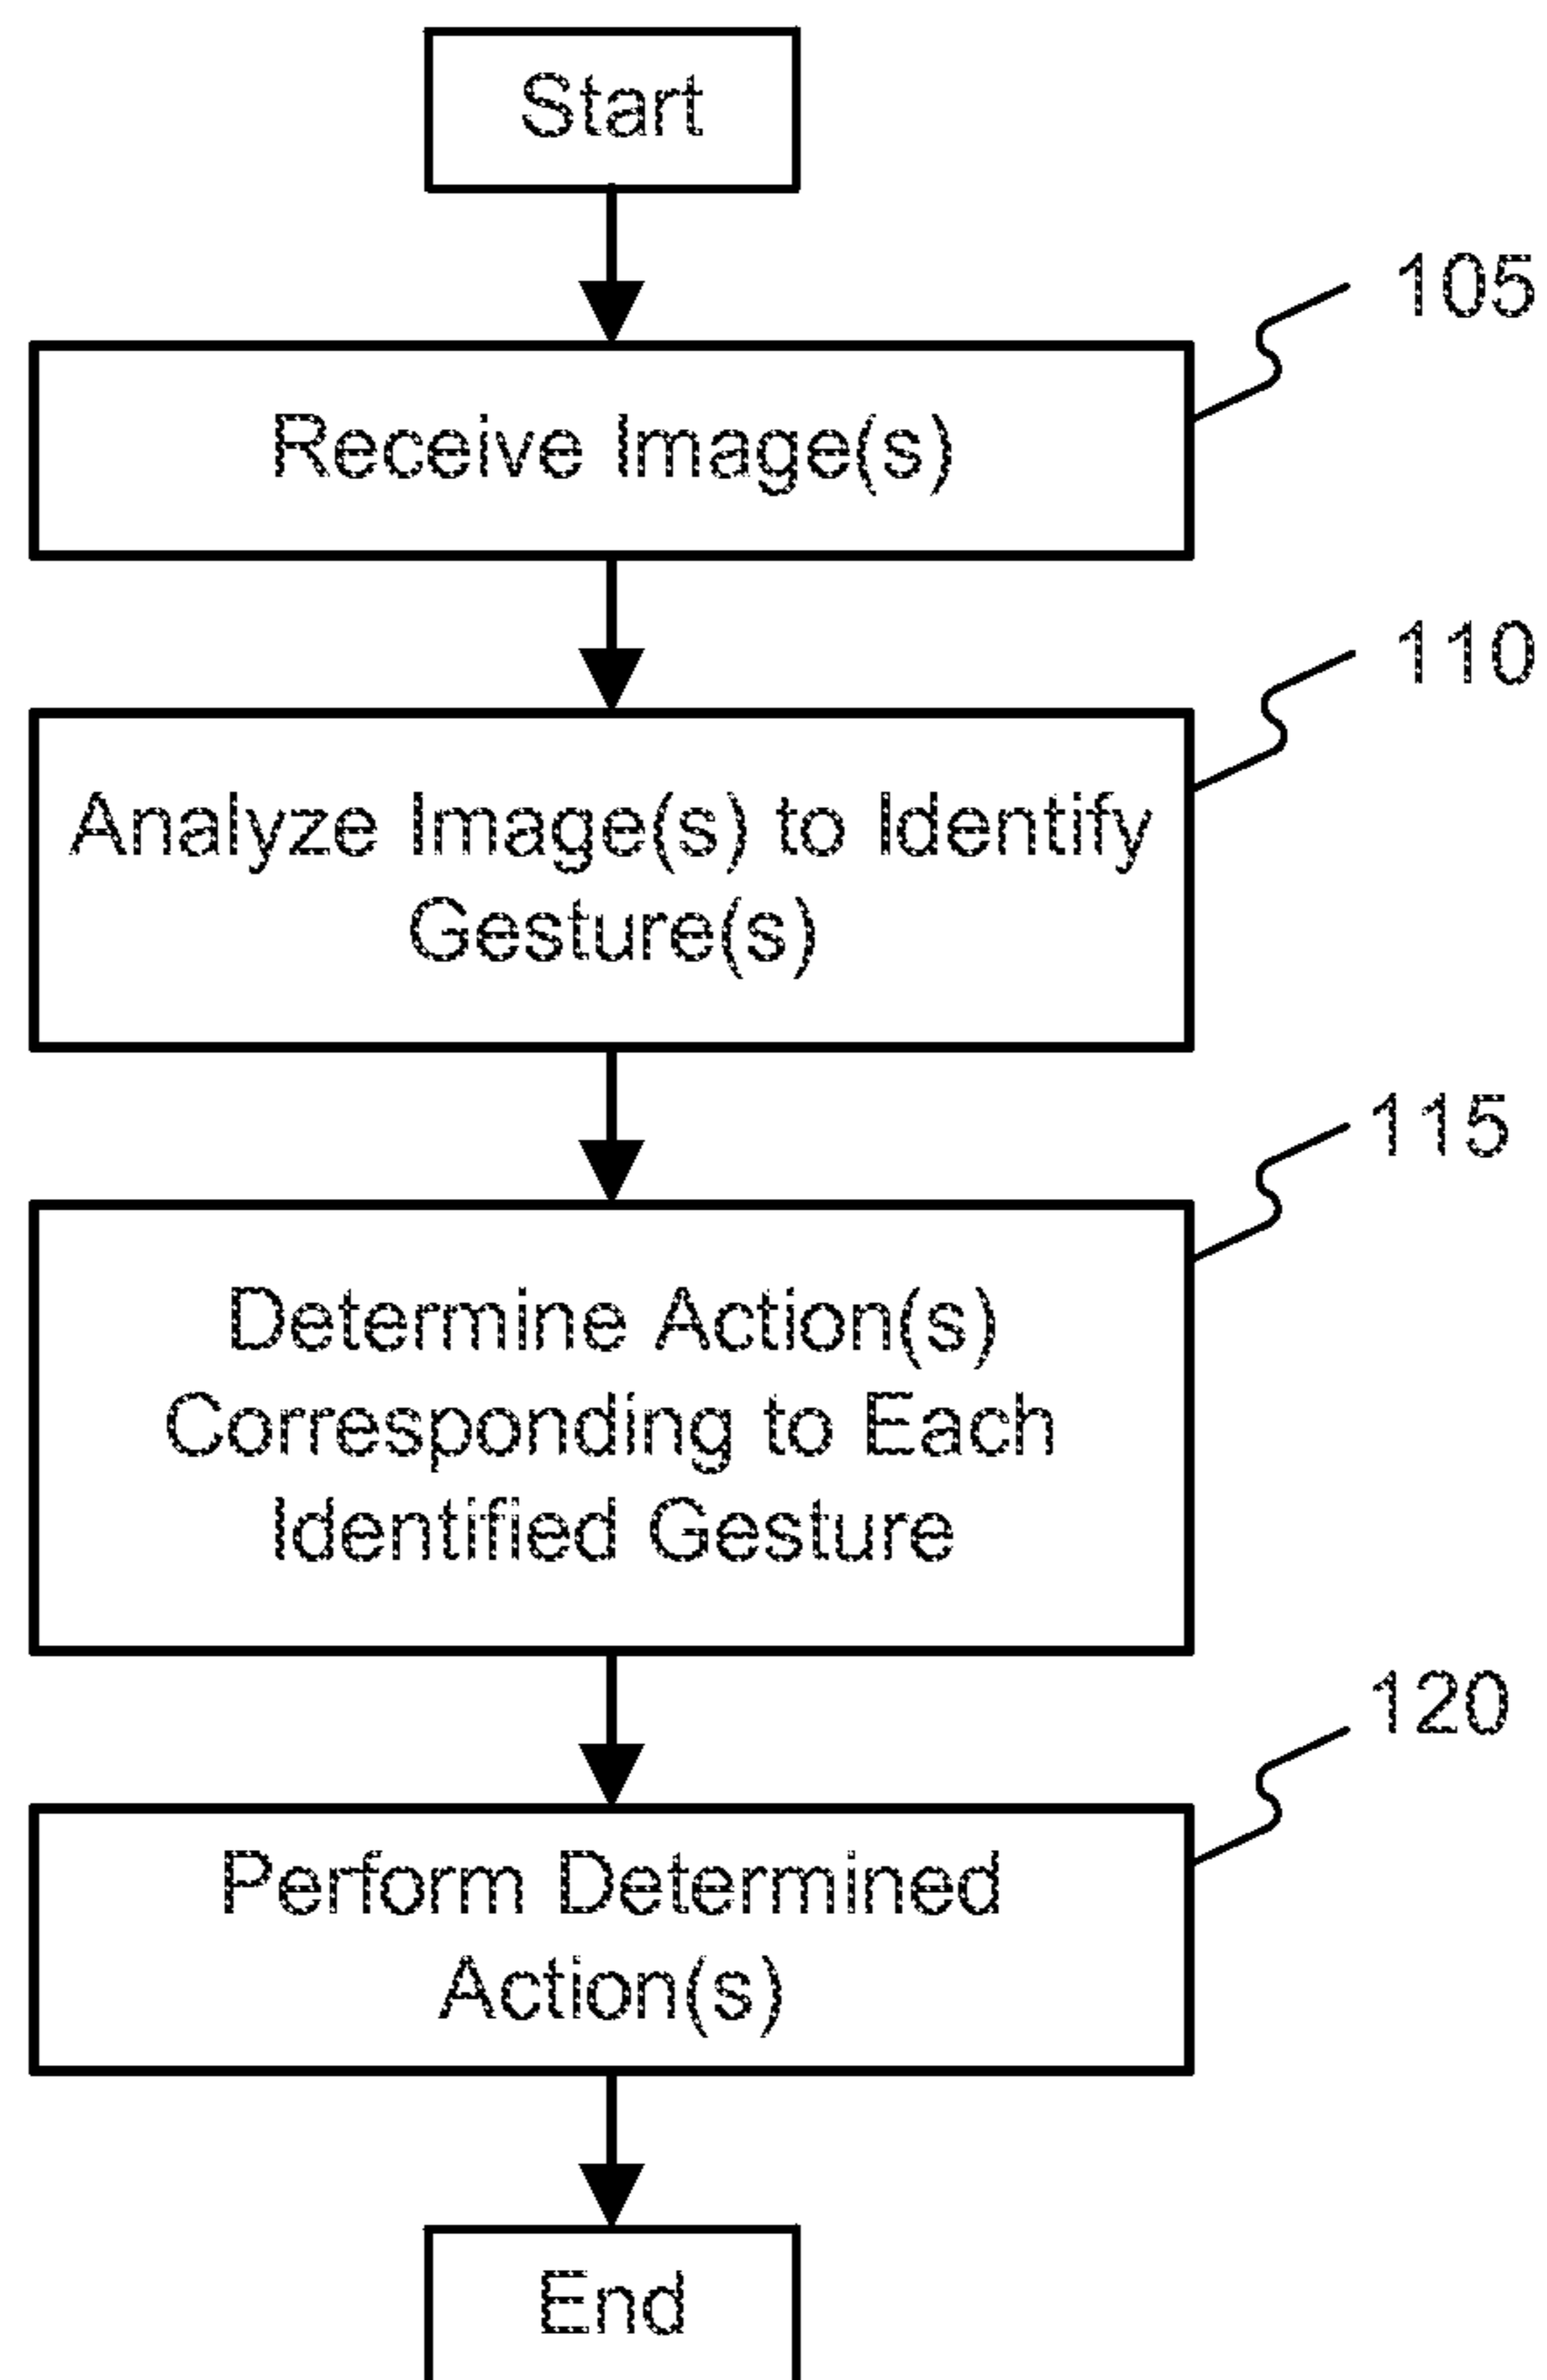 Start
105
Receive Image(s)
110
Analyze Image(s) to Identify
Gesture(s)
115
Determine Action(s)
Corresponding to Each
Identified Gesture
120
Perform Determined
Action(s)
End